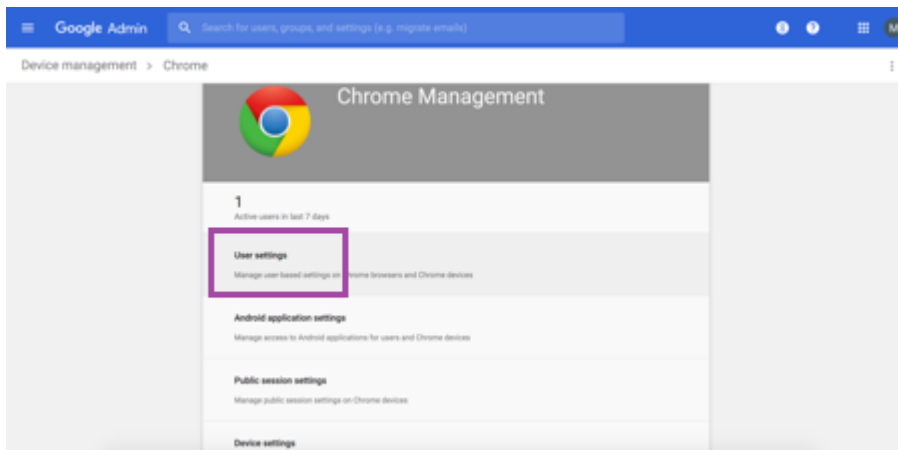 Google Admin
Search for users, groups, and settings (e.g. migrate emails)
M
Device management > Chrome
Chrome Management
1
Active users in last 7 days
User settings
Manage user based settings on Chrome browsers and Chrome devices
Android application settings
Manage access to Android applications for users and Chrome devices
Public session settings
Manage public session settings on Chrome devices
Device settings